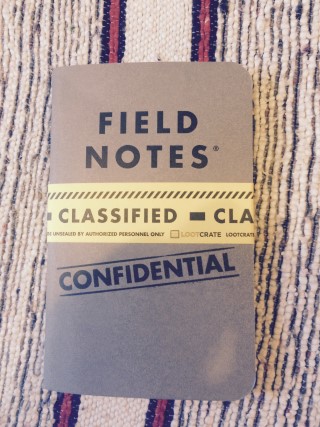 FIELD
NOTES®
CLASSIFIED CLA
UNSEALED BY AUTHORIZED PERSONNEL ONLY LOOTCRATE LOOTCRATE
CONFIDENTIAL